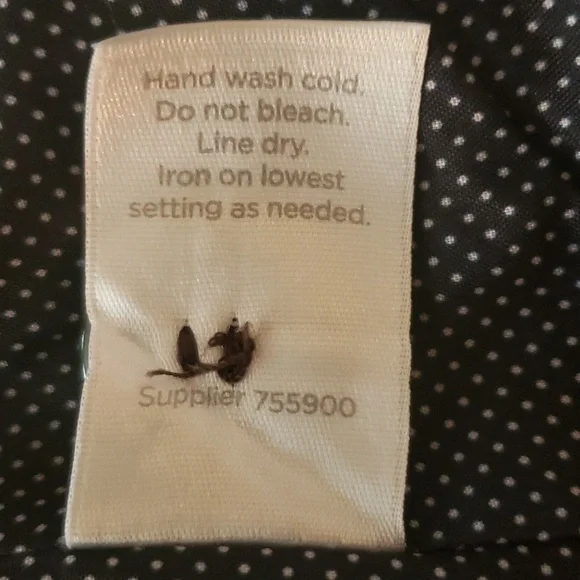 Hand wash cold.
Do not bleach.
Line dry.
Iron on lowest
setting as needed.
Supplier 755900